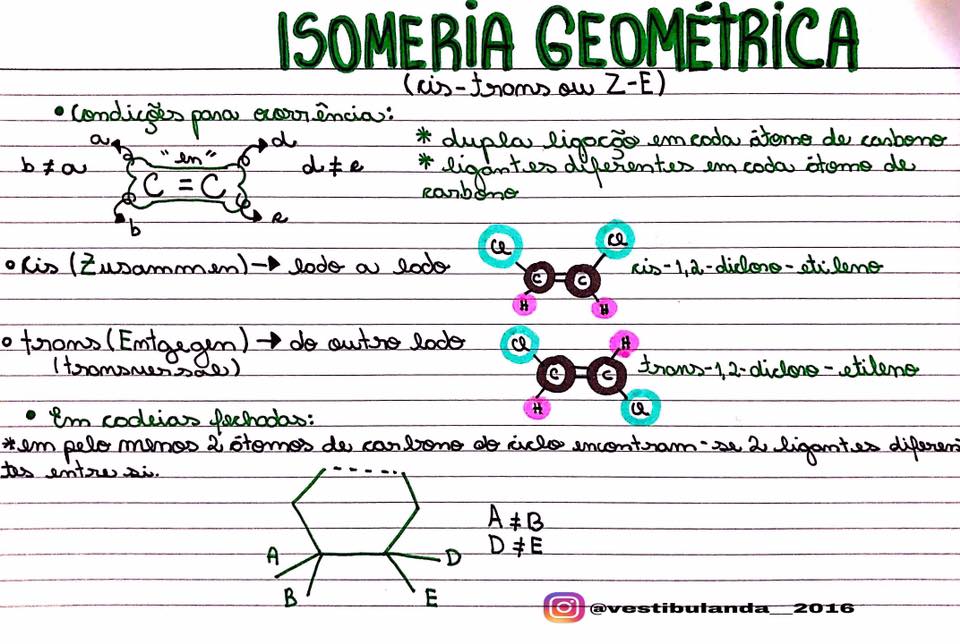 ISOMERIA GEOMÉTRICA
(cis-trans ou Z-E)
• Condições para ocorrência:
a d
b ≠ a "en" d ≠ e
C = C
b e
* dupla ligação em cada átomo de carbono
* ligantes diferentes em cada átomo de
carbono
• Cis (Zusammen) → lado a lado
Cl Cl
C C
H H
cis-1,2-dicloro-etileno
• trans (Entgegen) → do outro lado
(transversal)
Cl H
C C
H Cl
trans-1,2-dicloro-etileno
• Em cadeias fechadas:
*em pelo menos 2 átomos de carbono do ciclo encontram-se 2 ligantes diferen
tes entre si.
A D
B E
A ≠ B
D ≠ E
@vestibulanda__2016